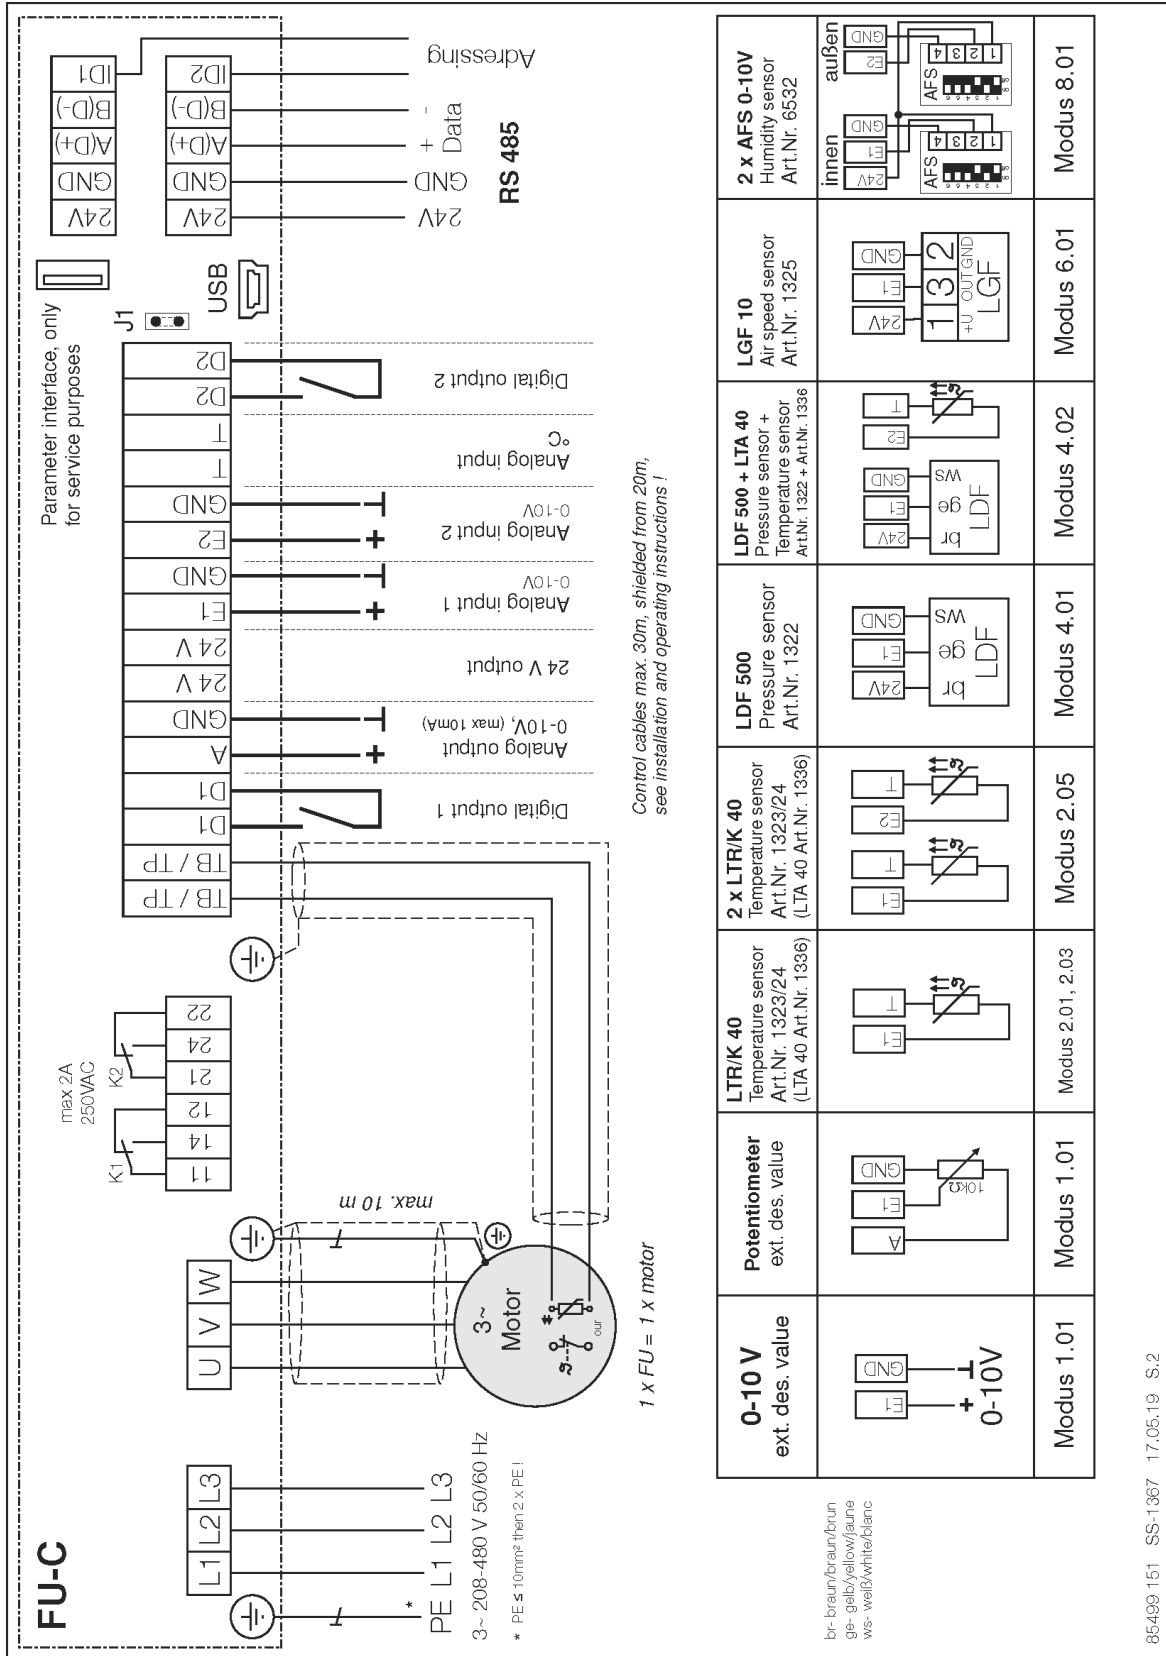 FU-C
L1 L2 L3
PE L1 L2 L3
*
3~ 208-480 V 50/60 Hz
* PE ≤ 10mm² then 2 x PE !
U V W
max. 10 m
3~
Motor
our
1 x FU = 1 x motor
max 2A
250VAC
K1
K2
11 14 12 21 24 22
TB / TP
TB / TP
D1
D1
A
GND
24 V
24 V
E1
GND
E2
GND
T
T
D2
D2
Digital output 1
Analog output
0-10V, (max 10mA)
24 V output
Analog input 1
0-10V
Analog input 2
0-10V
Analog input
°C
Digital output 2
Control cables max. 30m, shielded from 20m,
see installation and operating instructions !
Parameter interface, only
for service purposes
J1
USB
24V GND A(D+) B(D-) ID1
24V GND A(D+) B(D-) ID2
24V GND + -
Data
Adressing
RS 485
0-10 V
ext. des. value
E1 GND
+
0-10V
Modus 1.01
Potentiometer
ext. des. value
A E1 GND
10kΩ
Modus 1.01
LTR/K 40
Temperature sensor
Art.Nr. 1323/24
(LTA 40 Art.Nr. 1336)
E1 T
Modus 2.01, 2.03
2 x LTR/K 40
Temperature sensor
Art.Nr. 1323/24
(LTA 40 Art.Nr. 1336)
E1 T E2 T
Modus 2.05
LDF 500
Pressure sensor
Art.Nr. 1322
24V E1 GND
br ge ws
LDF
Modus 4.01
LDF 500 + LTA 40
Pressure sensor +
Temperature sensor
Art.Nr. 1322 + Art.Nr. 1336
24V E1 GND E2 T
br ge ws
LDF
Modus 4.02
LGF 10
Air speed sensor
Art.Nr. 1325
24V E1 GND
1 3 2
+U OUT GND
LGF
Modus 6.01
2 x AFS 0-10V
Humidity sensor
Art.Nr. 6532
innen außen
24V E1 GND E2 GND
AFS
4 3 2 1
AFS
4 3 2 1
Modus 8.01
br- braun/braun/brun
ge- gelb/yellow/jaune
ws- weiß/white/blanc
85499 151 SS-1367 17.05.19 S.2